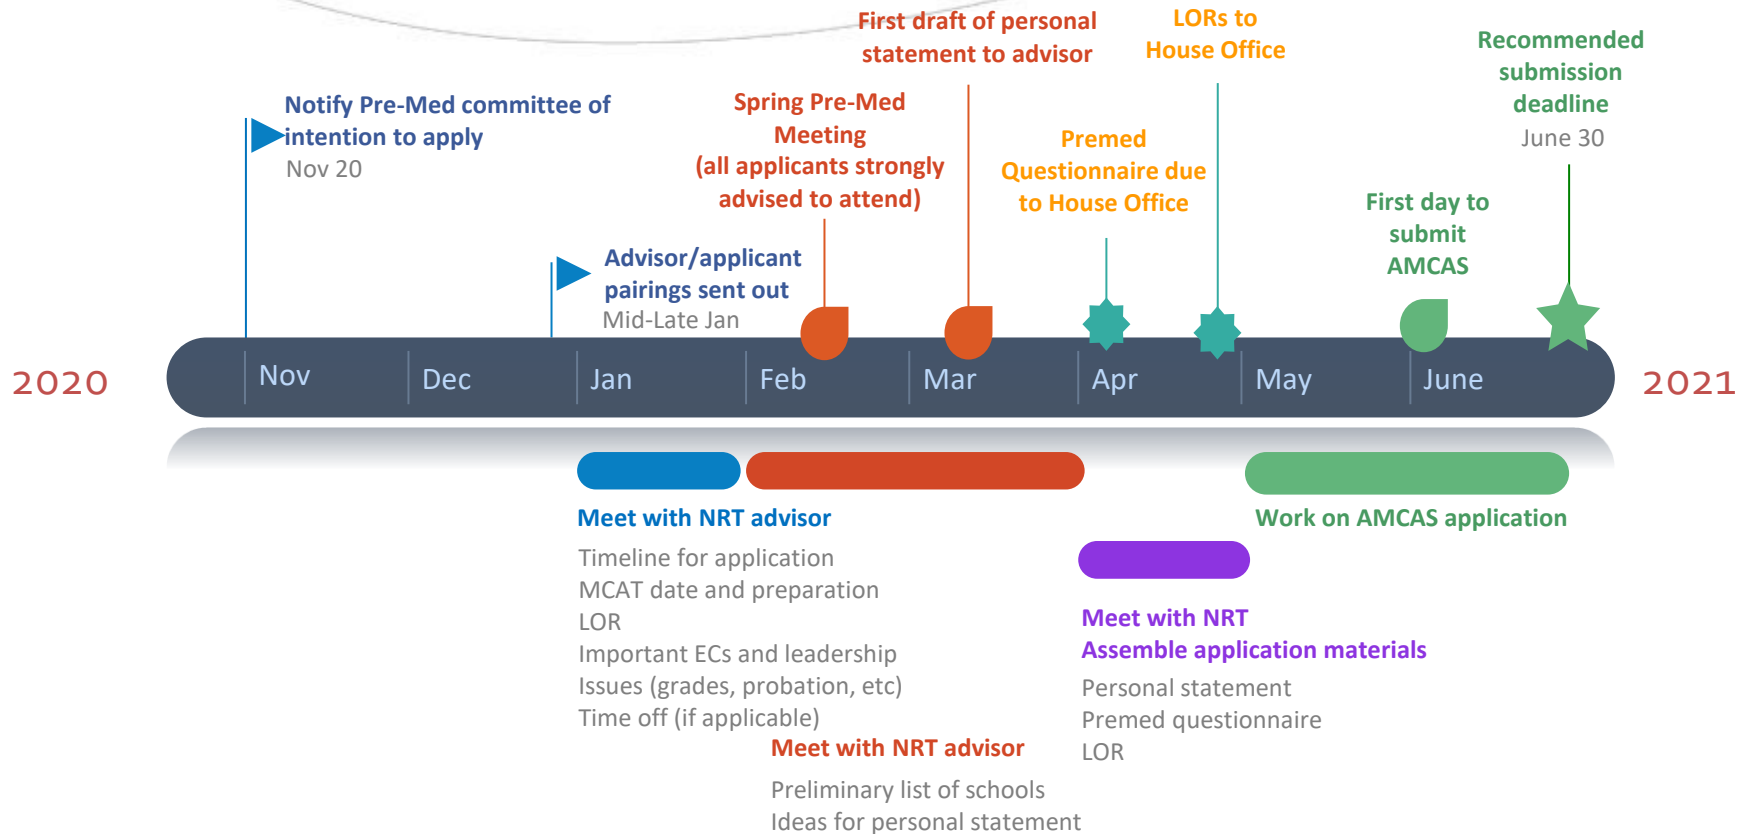 First draft of personal
statement to advisor
LORs to
House Office
Recommended
submission
deadline
June 30
Notify Pre-Med committee of
intention to apply
Nov 20
Spring Pre-Med
Meeting
(all applicants strongly
advised to attend)
Premed
Questionnaire due
to House Office
First day to
submit
AMCAS
Advisor/applicant
pairings sent out
Mid-Late Jan
2020
Nov
Dec
Jan
Feb
Mar
Apr
May
June
2021
Meet with NRT advisor
Timeline for application
MCAT date and preparation
LOR
Important ECs and leadership
Issues (grades, probation, etc)
Time off (if applicable)
Meet with NRT advisor
Preliminary list of schools
Ideas for personal statement
Meet with NRT
Assemble application materials
Personal statement
Premed questionnaire
LOR
Work on AMCAS application